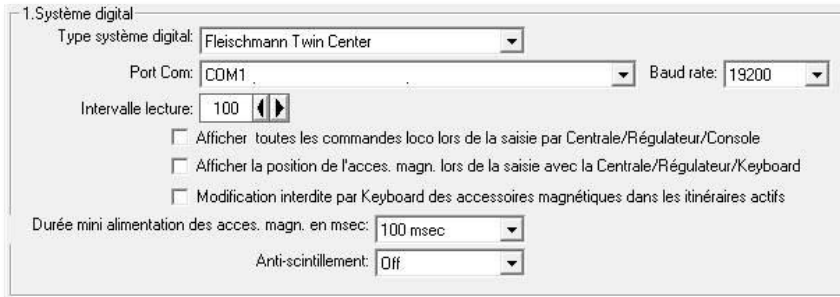 1.Système digital
Type système digital: Fleischmann Twin Center
Port Com: COM1 Baud rate: 19200
Intervalle lecture: 100
Afficher toutes les commandes loco lors de la saisie par Centrale/Régulateur/Console
Afficher la position de l'acces. magn. lors de la saisie avec la Centrale/Régulateur/Keyboard
Modification interdite par Keyboard des accessoires magnétiques dans les itinéraires actifs
Durée mini alimentation des acces. magn. en msec: 100 msec
Anti-scintillement: Off